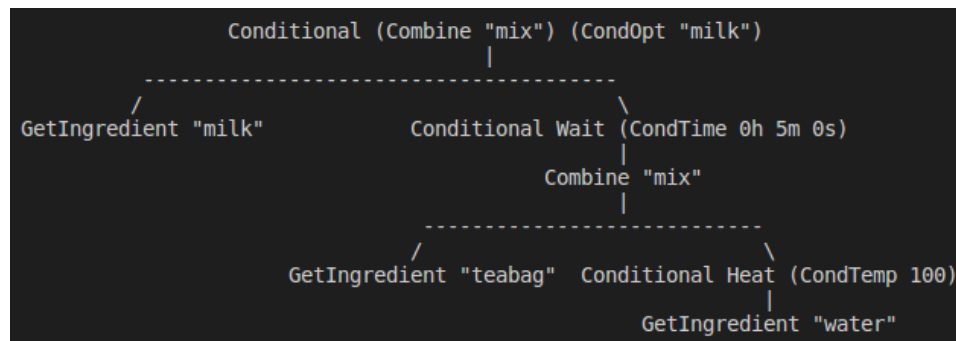 Conditional (Combine "mix") (CondOpt "milk")
|
---------------------------------------
/ \
GetIngredient "milk" Conditional Wait (CondTime 0h 5m 0s)
|
Combine "mix"
|
----------------------------
/ \
GetIngredient "teabag" Conditional Heat (CondTemp 100)
|
GetIngredient "water"